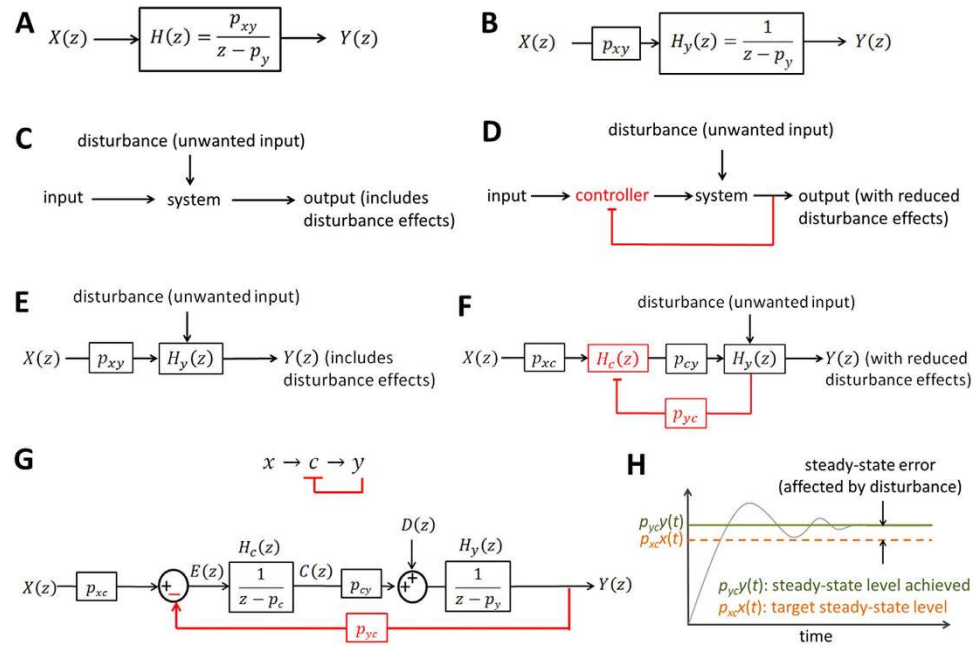 A
X(z)
H(z) = p_xy / (z − p_y)
Y(z)
B
X(z)
p_xy
H_y(z) = 1 / (z − p_y)
Y(z)
C
disturbance (unwanted input)
input
system
output (includes
disturbance effects)
D
disturbance (unwanted input)
input
controller
system
output (with reduced
disturbance effects)
E
disturbance (unwanted input)
X(z)
p_xy
H_y(z)
Y(z) (includes
disturbance effects)
F
disturbance (unwanted input)
X(z)
p_xc
H_c(z)
p_cy
H_y(z)
Y(z) (with reduced
disturbance effects)
p_yc
G
x → c → y
D(z)
H_c(z)
H_y(z)
X(z)
p_xc
+
−
E(z)
1 / (z − p_c)
C(z)
p_cy
+
+
1 / (z − p_y)
Y(z)
p_yc
H
steady-state error
(affected by disturbance)
p_yc y(t)
p_xc x(t)
p_yc y(t): steady-state level achieved
p_xc x(t): target steady-state level
time